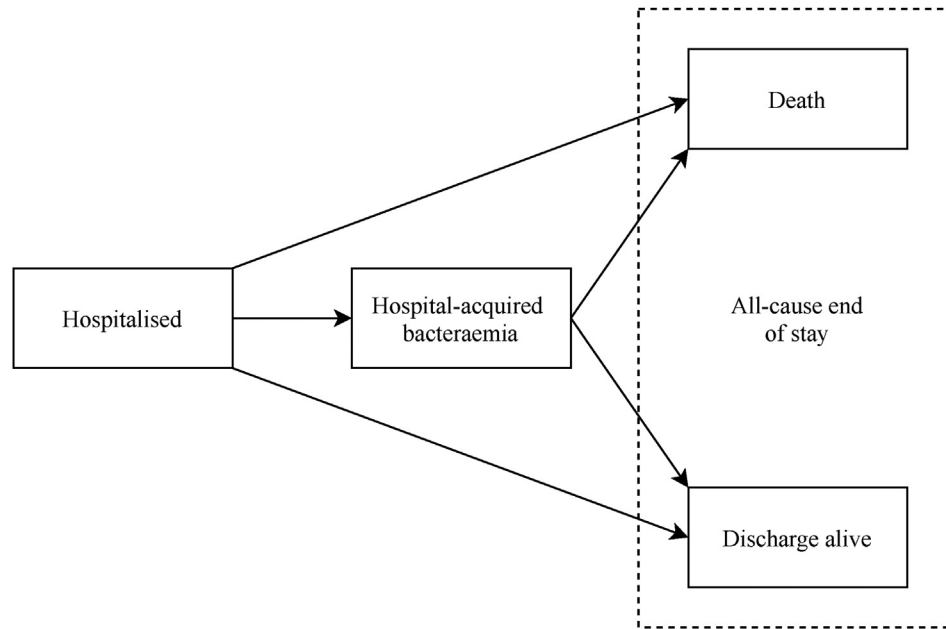 Death
Hospitalised
Hospital-acquired
bacteraemia
All-cause end
of stay
Discharge alive